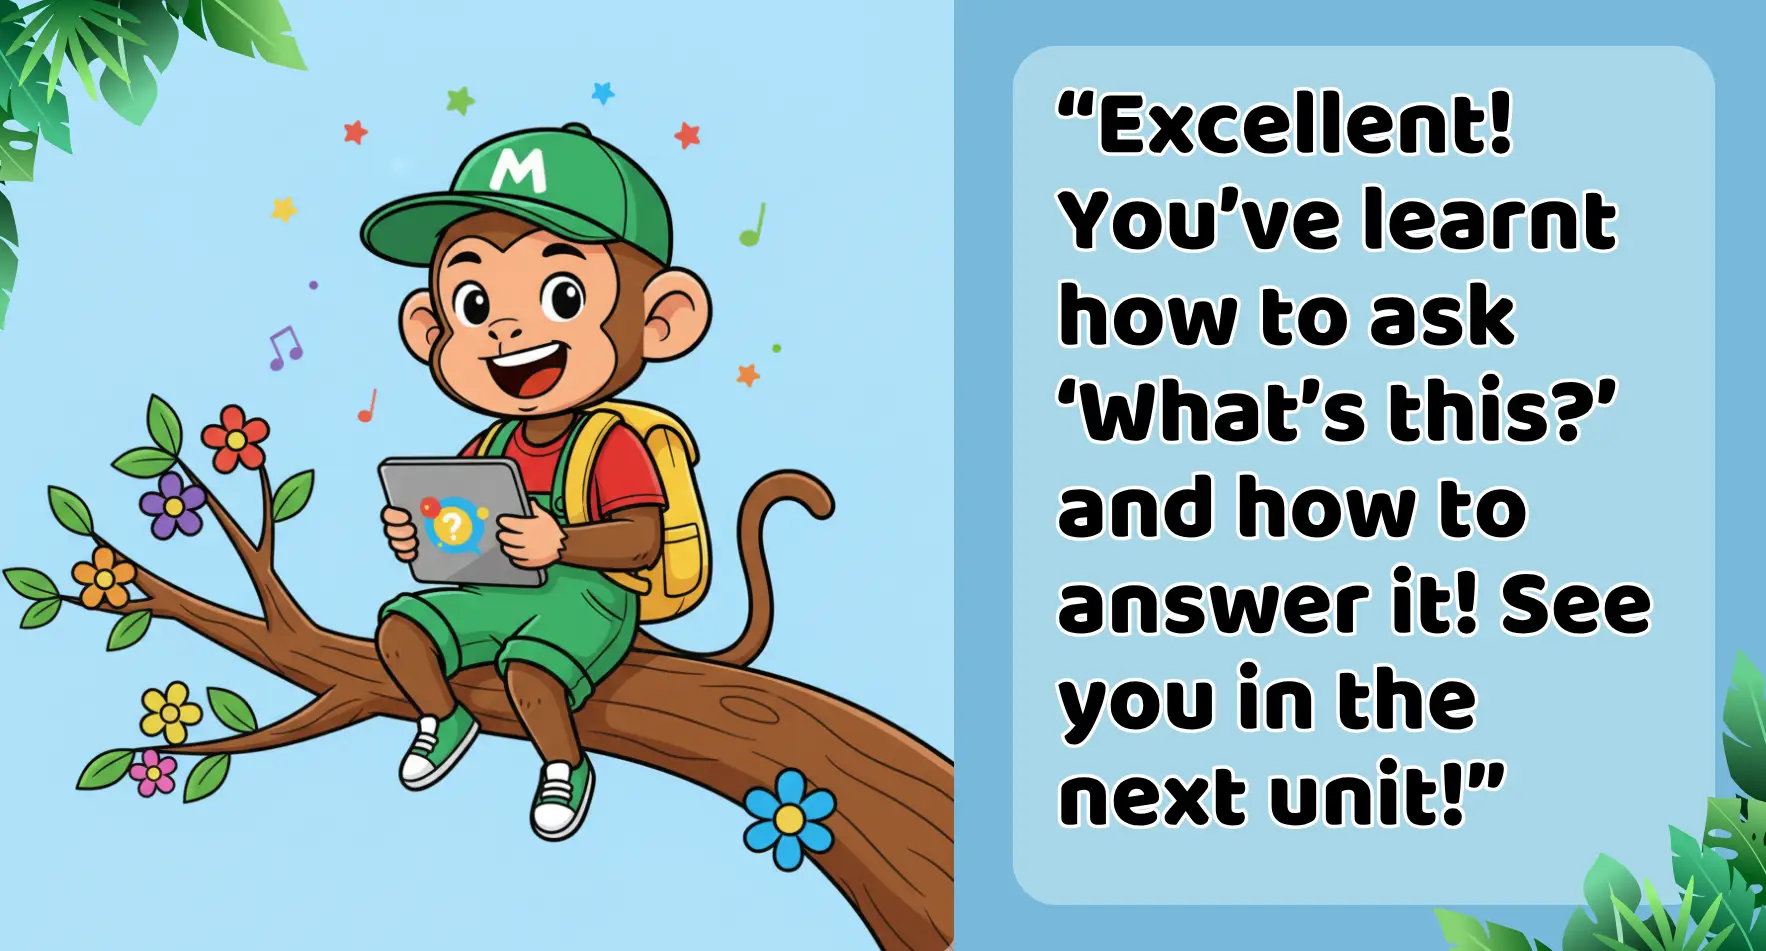 M
?
“Excellent!
You’ve learnt
how to ask
‘What’s this?’
and how to
answer it! See
you in the
next unit!”